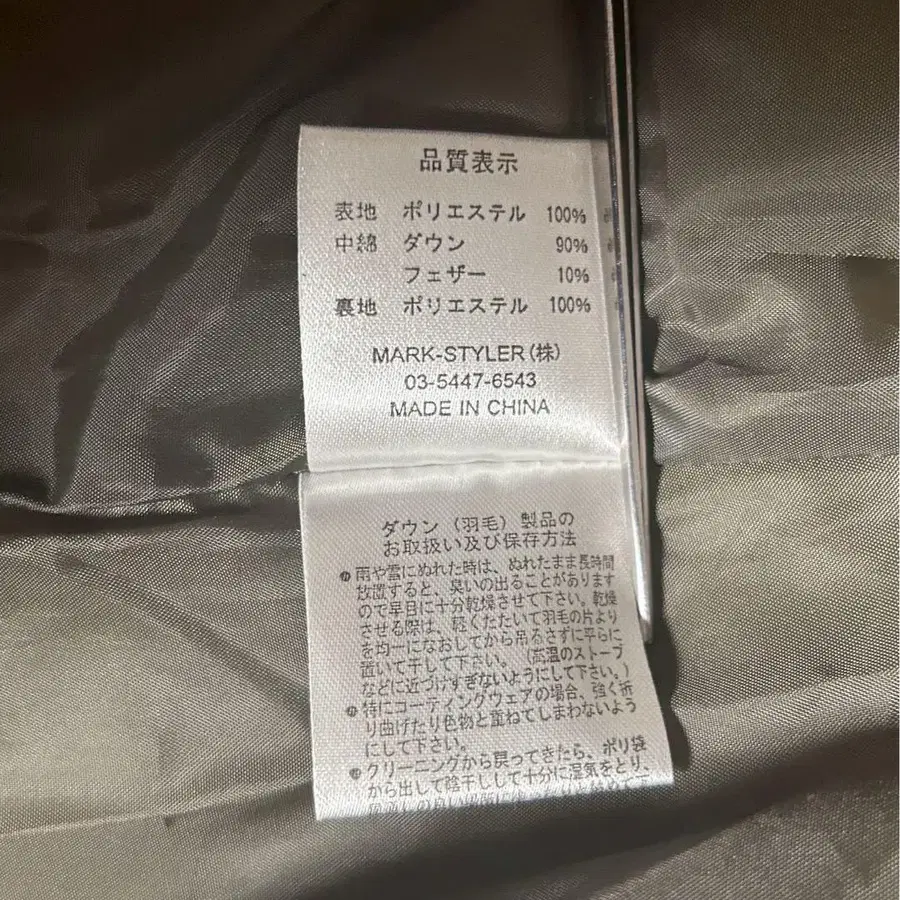 品質表示
表地 ポリエステル 100%
中綿 ダウン 90%
フェザー 10%
裏地 ポリエステル 100%
MARK-STYLER(株)
03-5447-6543
MADE IN CHINA
ダウン(羽毛)製品の
お取扱い及び保存方法
雨や雪にぬれた時は、ぬれたまま長時間
放置すると、臭いの出ることがあります
ので早目に十分乾燥させて下さい。乾燥
させる際は、軽くたたいて羽毛の片より
を均一になおしてから吊るさずに平らに
置いて干して下さい。(高温のストーブ
などに近づけすぎないようにして下さい。)
特にコーティングウェアの場合、強く折
り曲げたり色物と重ねてしまわないよう
にして下さい。
クリーニングから戻ってきたら、ポリ袋
から出して陰干しして十分に湿気をとり、